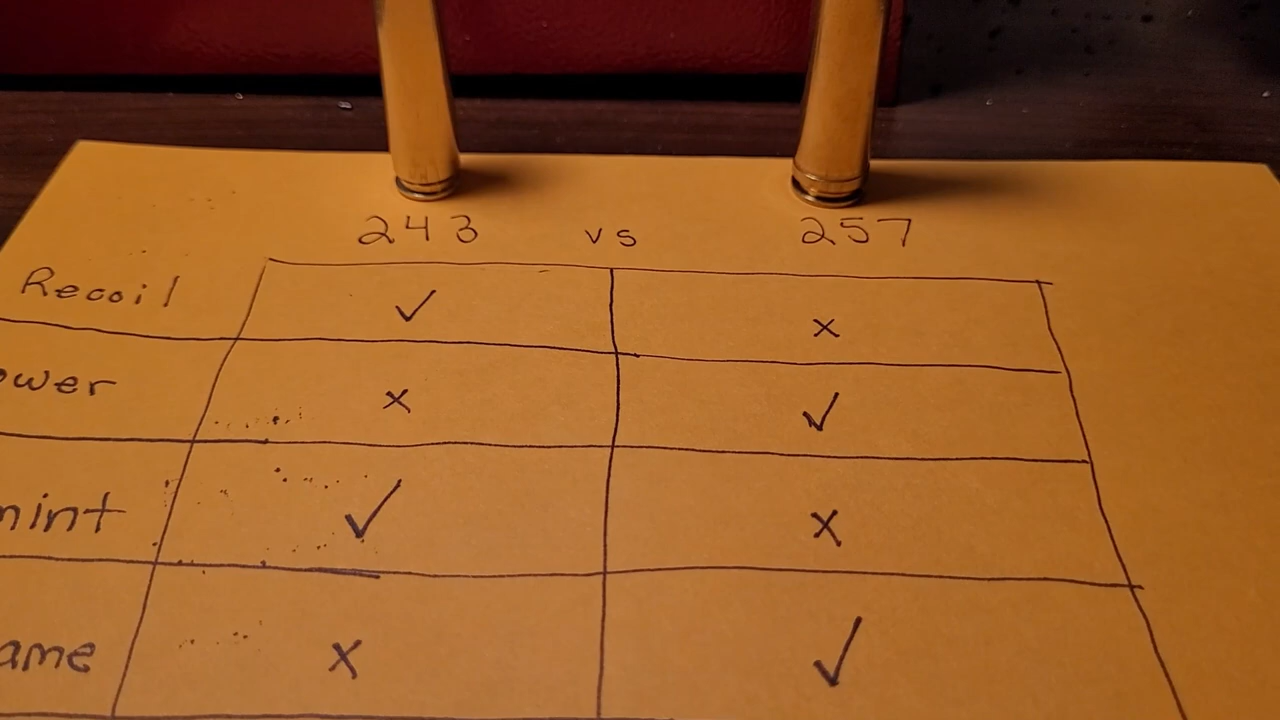 243 vs 257
Recoil ✓ x
ower x ✓
mint ✓ x
ame x ✓